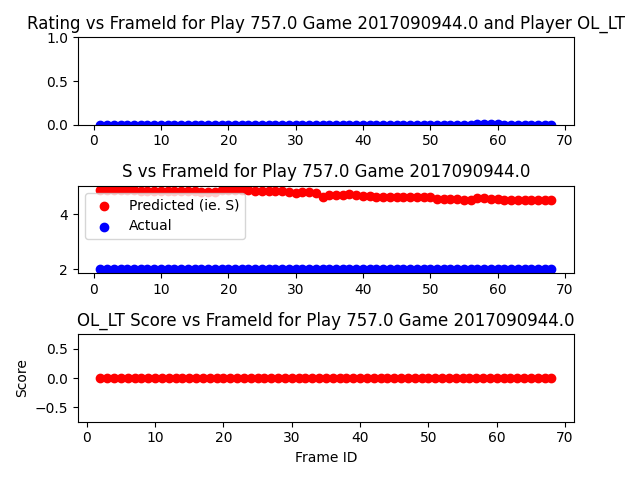 Rating vs FrameId for Play 757.0 Game 2017090944.0 and Player OL_LT
1.0
0.5
0.0
0 10 20 30 40 50 60 70
S vs FrameId for Play 757.0 Game 2017090944.0
4
2
Predicted (ie. S)
Actual
0 10 20 30 40 50 60 70
OL_LT Score vs FrameId for Play 757.0 Game 2017090944.0
Score
0.5
0.0
−0.5
0 10 20 30 40 50 60 70
Frame ID